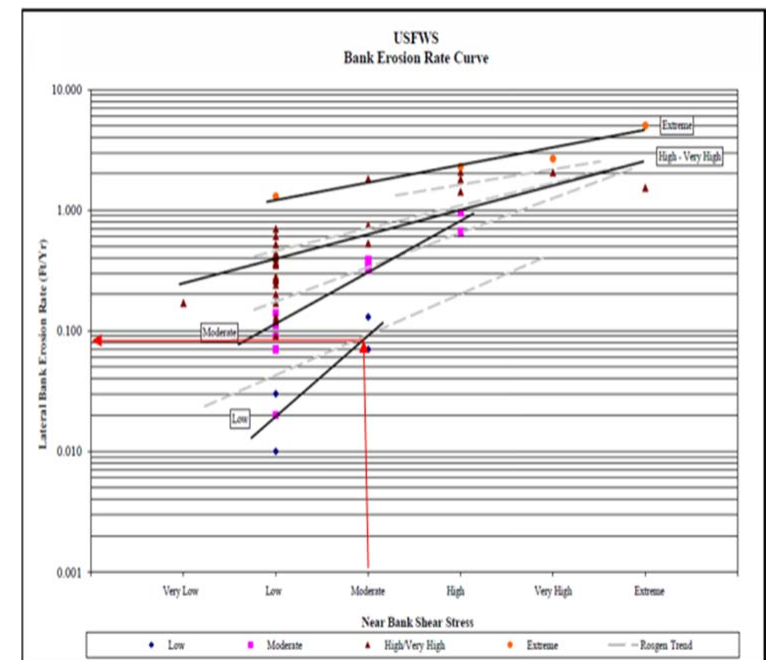 USFWS
Bank Erosion Rate Curve
10.000
Extreme
High - Very High
1.000
Lateral Bank Erosion Rate (Ft/Yr)
Moderate
0.100
Low
0.010
0.001
Very Low Low Moderate High Very High Extreme
Near Bank Shear Stress
Low Moderate High/Very High Extreme Rosgen Trend